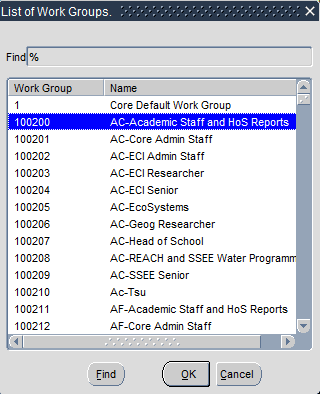 List of Work Groups.
Find %
Work Group Name
1 Core Default Work Group
100200 AC-Academic Staff and HoS Reports
100201 AC-Core Admin Staff
100202 AC-ECI Admin Staff
100203 AC-ECI Researcher
100204 AC-ECI Senior
100205 AC-EcoSystems
100206 AC-Geog Researcher
100207 AC-Head of School
100208 AC-REACH and SSEE Water Programm
100209 AC-SSEE Senior
100210 Ac-Tsu
100211 AF-Academic Staff and HoS Reports
100212 AF-Core Admin Staff
Find OK Cancel